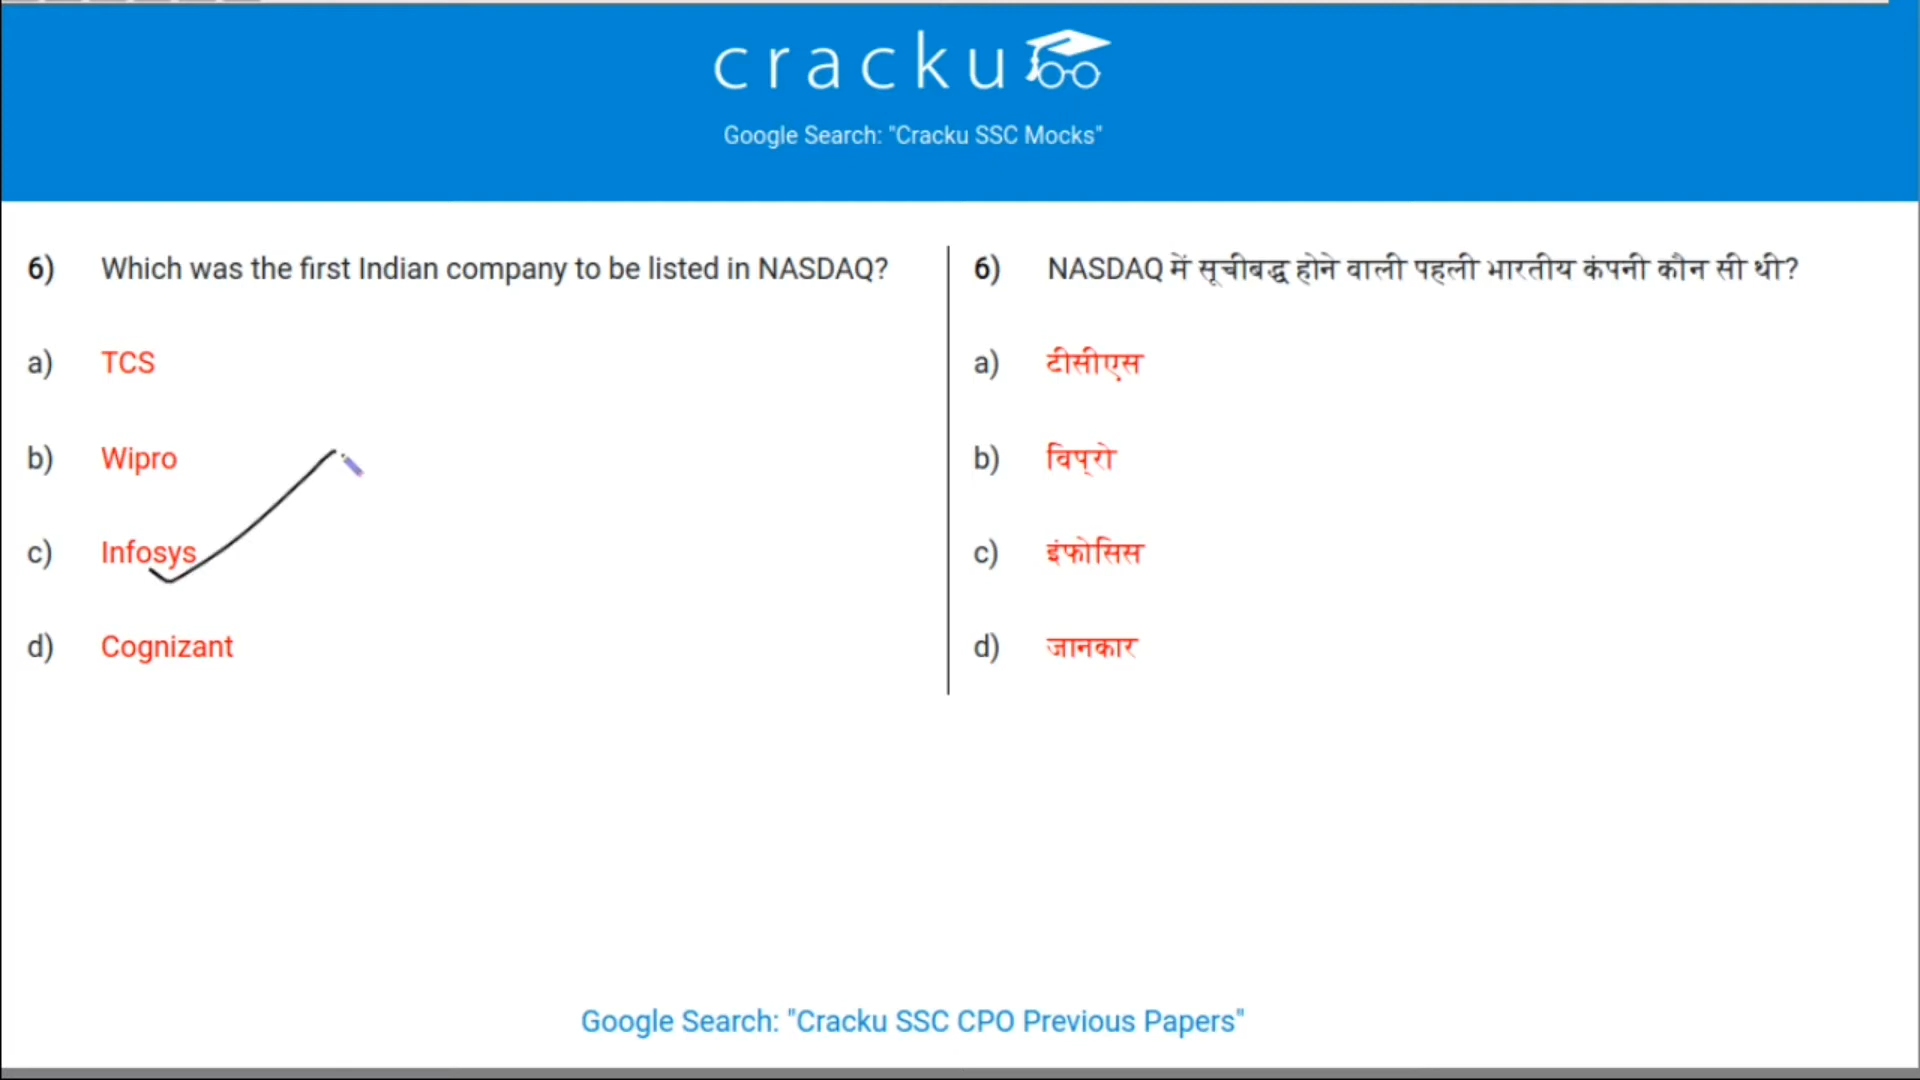 cracku
Google Search: "Cracku SSC Mocks"
6) Which was the first Indian company to be listed in NASDAQ?
a) TCS
b) Wipro
c) Infosys
d) Cognizant
6) NASDAQ में सूचीबद्ध होने वाली पहली भारतीय कंपनी कौन सी थी?
a) टीसीएस
b) विप्रो
c) इंफोसिस
d) जानकार
Google Search: "Cracku SSC CPO Previous Papers"